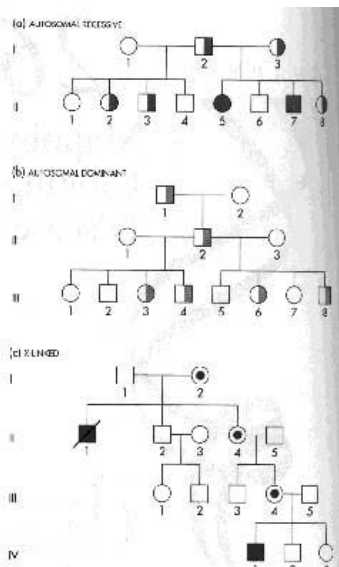 (a) AUTOSOMAL RECESSIVE
I
1 2 3
II
1 2 3 4 5 6 7 8
(b) AUTOSOMAL DOMINANT
I
1 2
II
1 2 3
III
1 2 3 4 5 6 7 8
(c) X-LINKED
I
1 2
II
1 2 3 4 5
III
1 2 3 4 5
IV